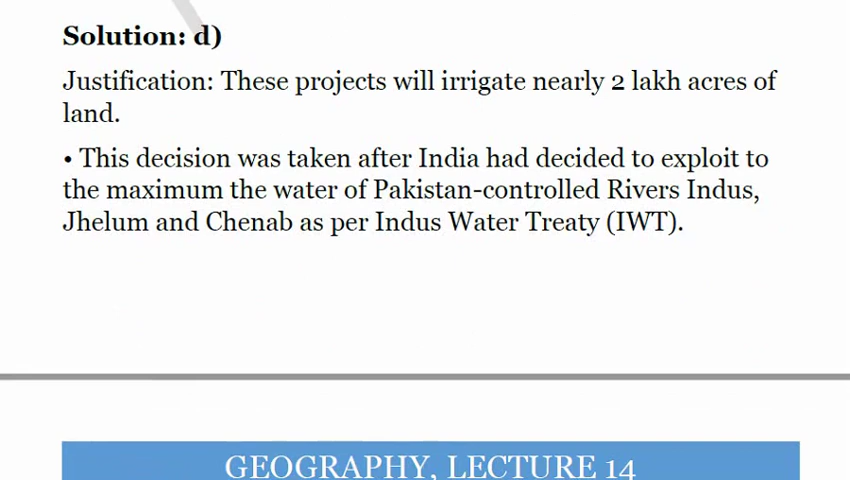 Solution: d)
Justification: These projects will irrigate nearly 2 lakh acres of
land.
• This decision was taken after India had decided to exploit to
the maximum the water of Pakistan-controlled Rivers Indus,
Jhelum and Chenab as per Indus Water Treaty (IWT).
GEOGRAPHY, LECTURE 14